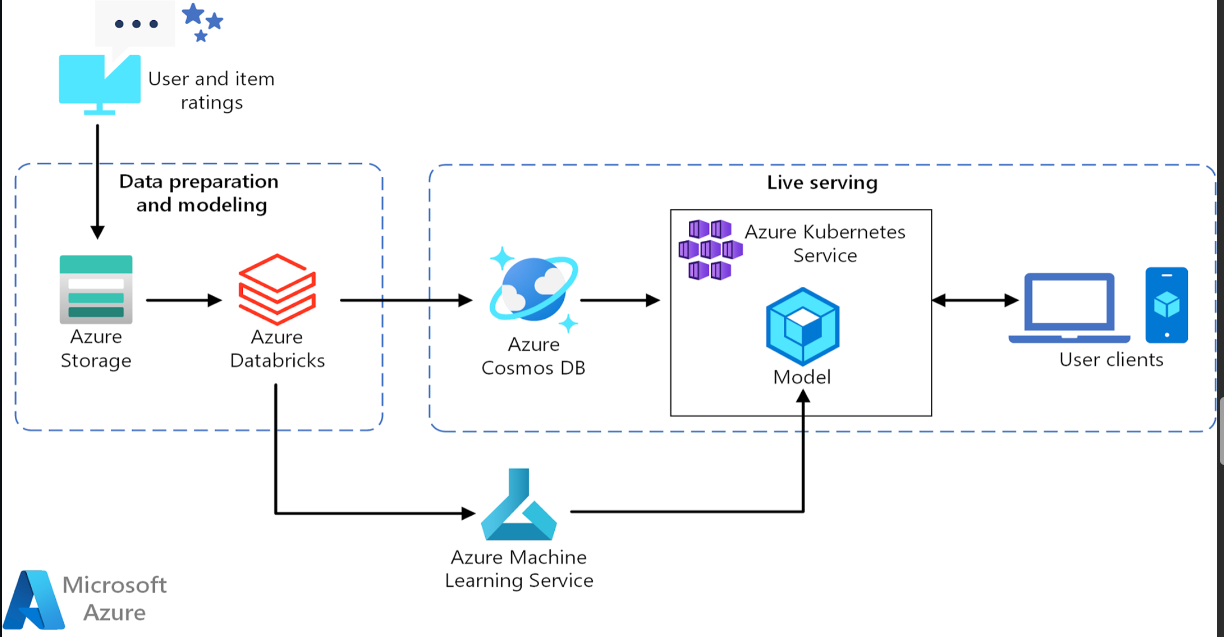 User and item
ratings
Data preparation
and modeling
Live serving
Azure Kubernetes
Service
Azure
Storage
Azure
Databricks
Azure
Cosmos DB
Model
User clients
Azure Machine
Learning Service
Microsoft
Azure